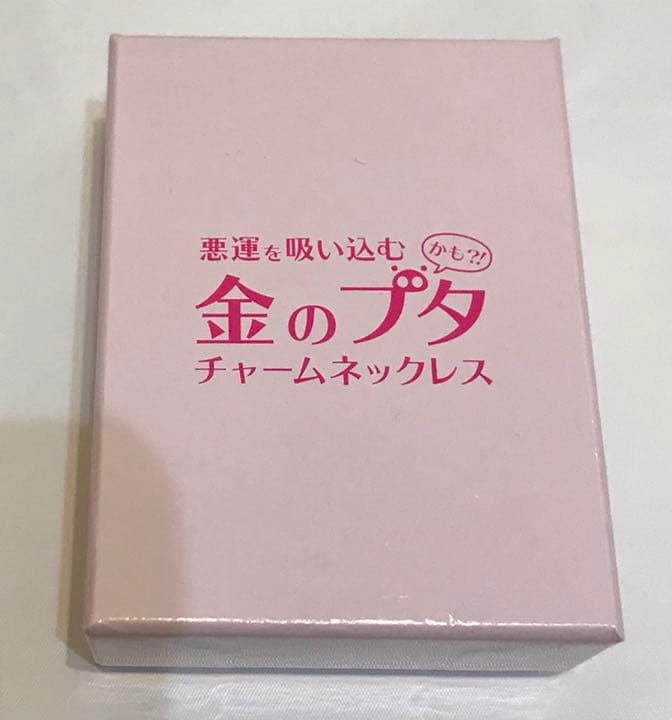 悪運を吸い込む
かも?!
金のブタ
チャームネックレス